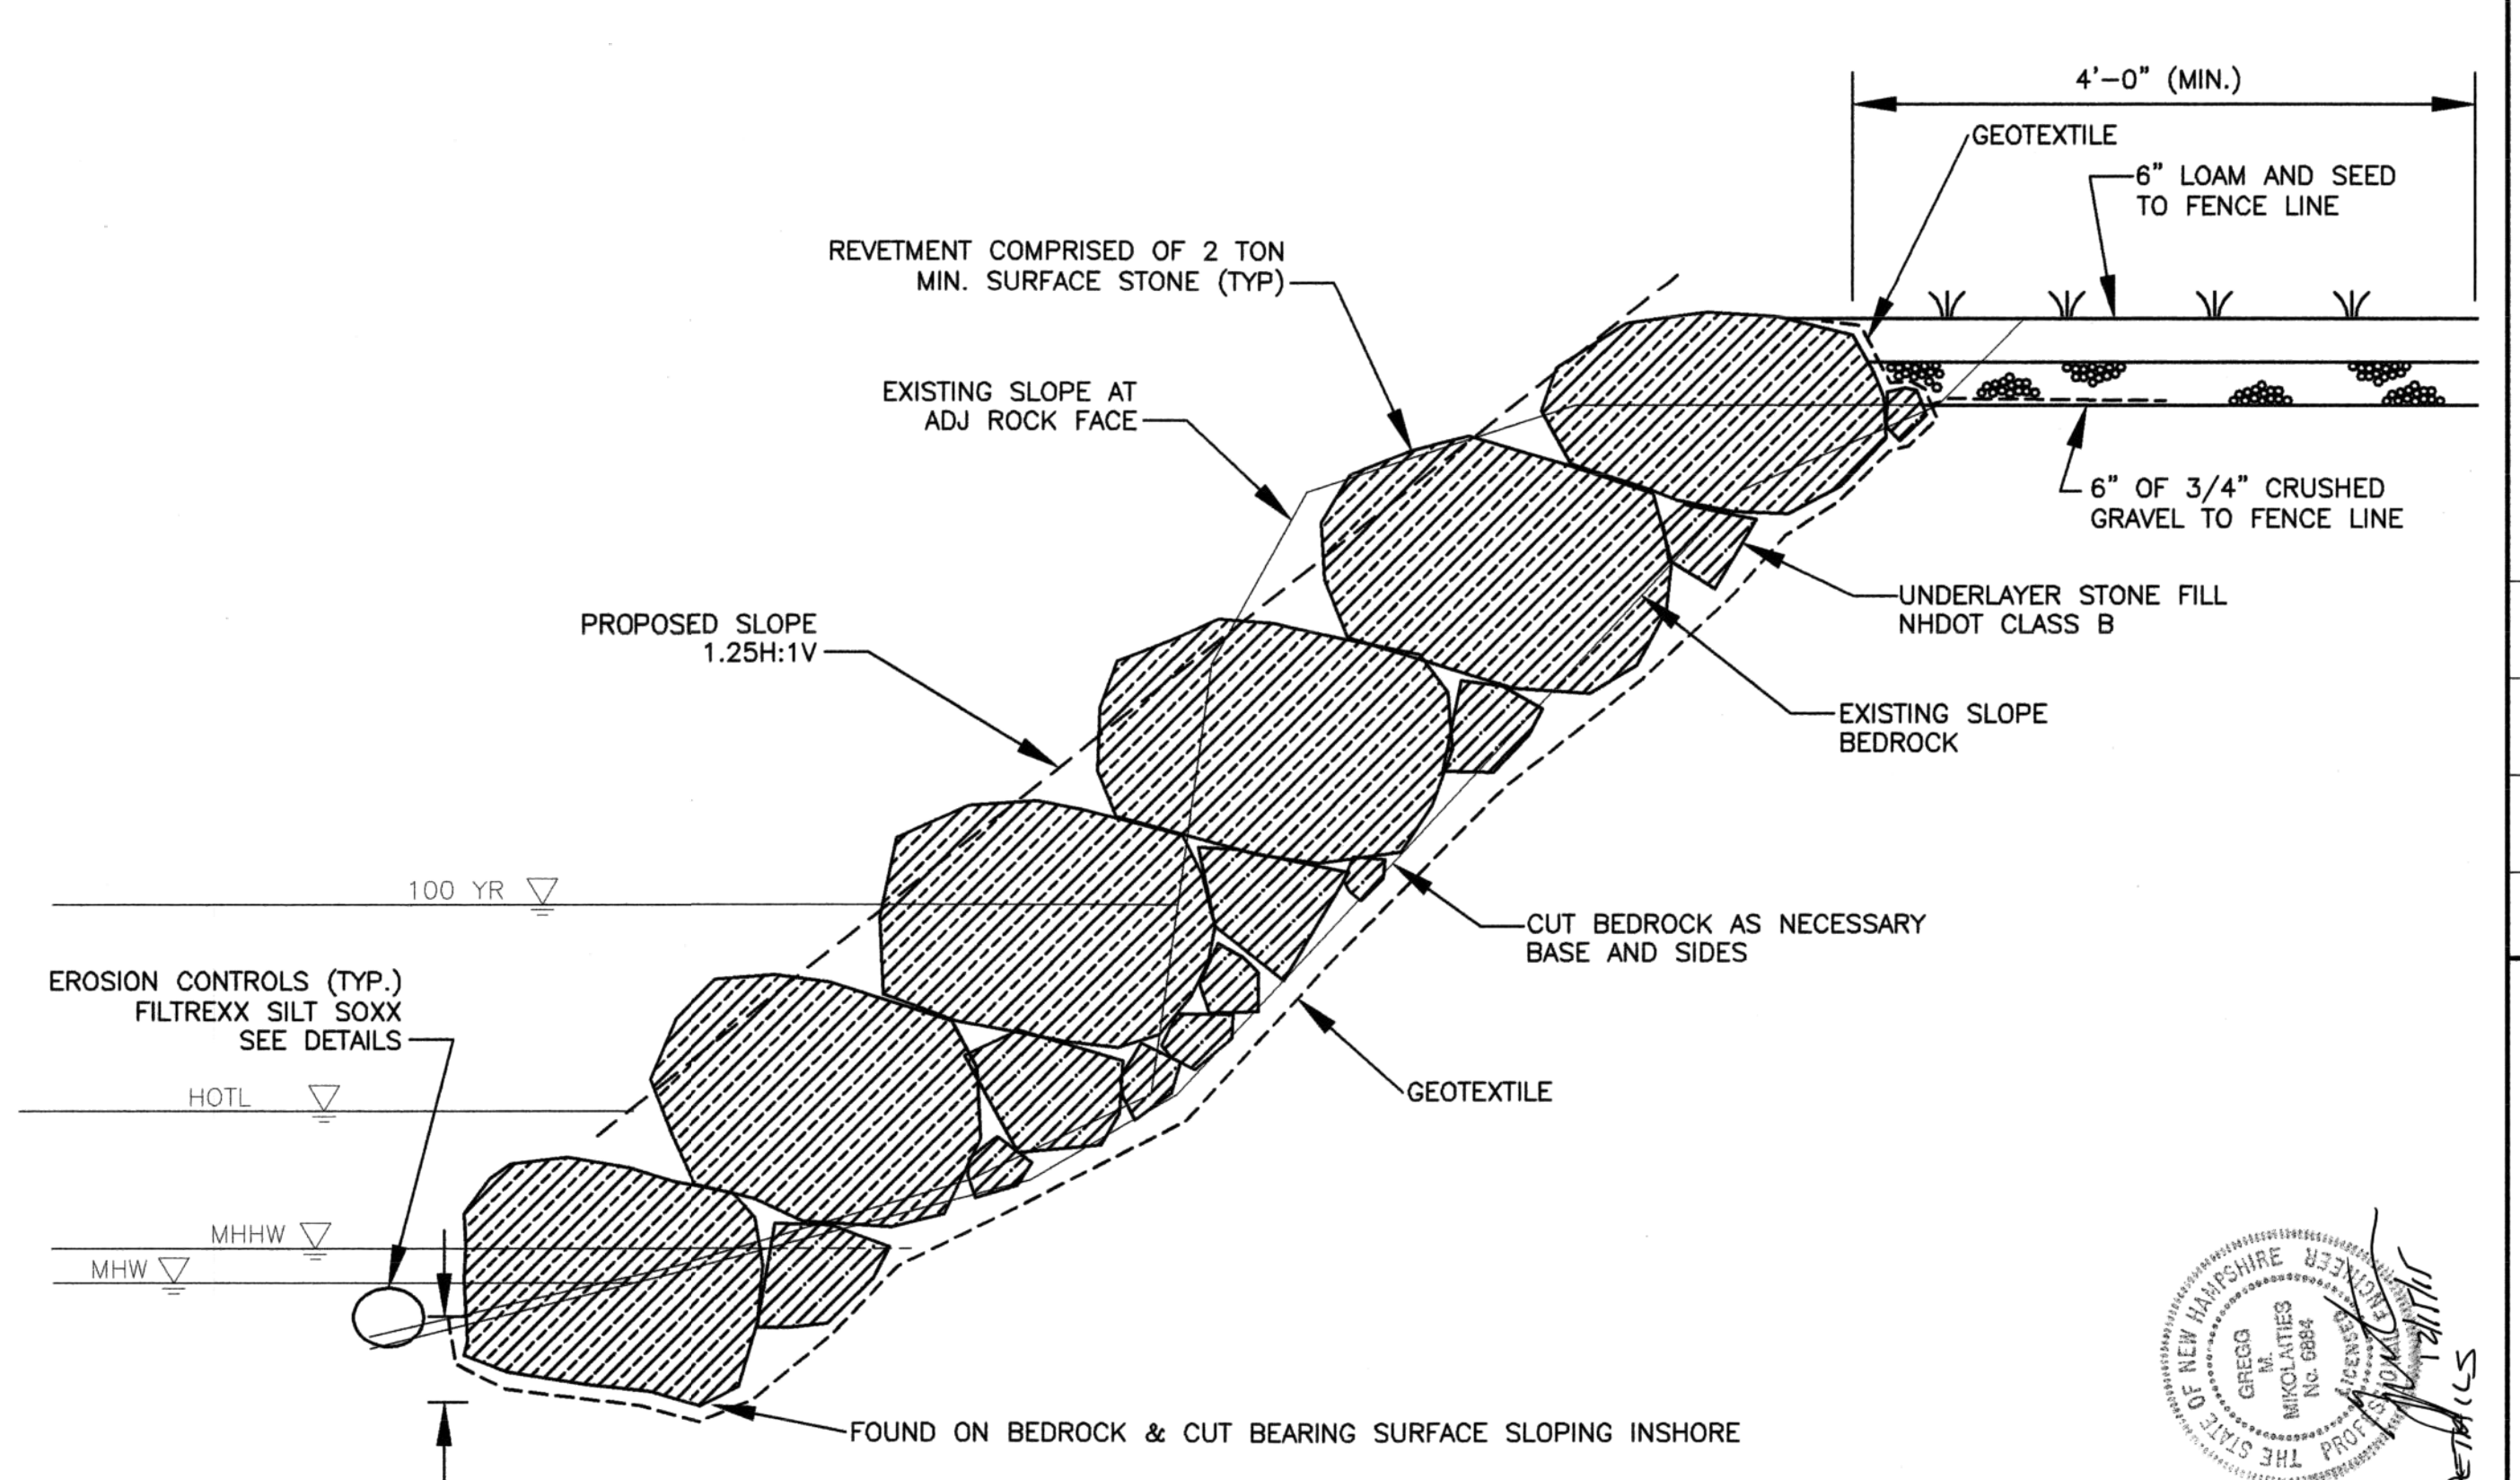 4'-0" (MIN.)
GEOTEXTILE
6" LOAM AND SEED
TO FENCE LINE
REVETMENT COMPRISED OF 2 TON
MIN. SURFACE STONE (TYP)
EXISTING SLOPE AT
ADJ ROCK FACE
6" OF 3/4" CRUSHED
GRAVEL TO FENCE LINE
UNDERLAYER STONE FILL
NHDOT CLASS B
PROPOSED SLOPE
1.25H:1V
EXISTING SLOPE
BEDROCK
100 YR
CUT BEDROCK AS NECESSARY
BASE AND SIDES
EROSION CONTROLS (TYP.)
FILTREXX SILT SOXX
SEE DETAILS
GEOTEXTILE
HOTL
MHHW
MHW
FOUND ON BEDROCK & CUT BEARING SURFACE SLOPING INSHORE
THE STATE OF NEW HAMPSHIRE
GREGG
M.
MIKOLAITIES
No. 6884
LICENSED
PROFESSIONAL ENGINEER